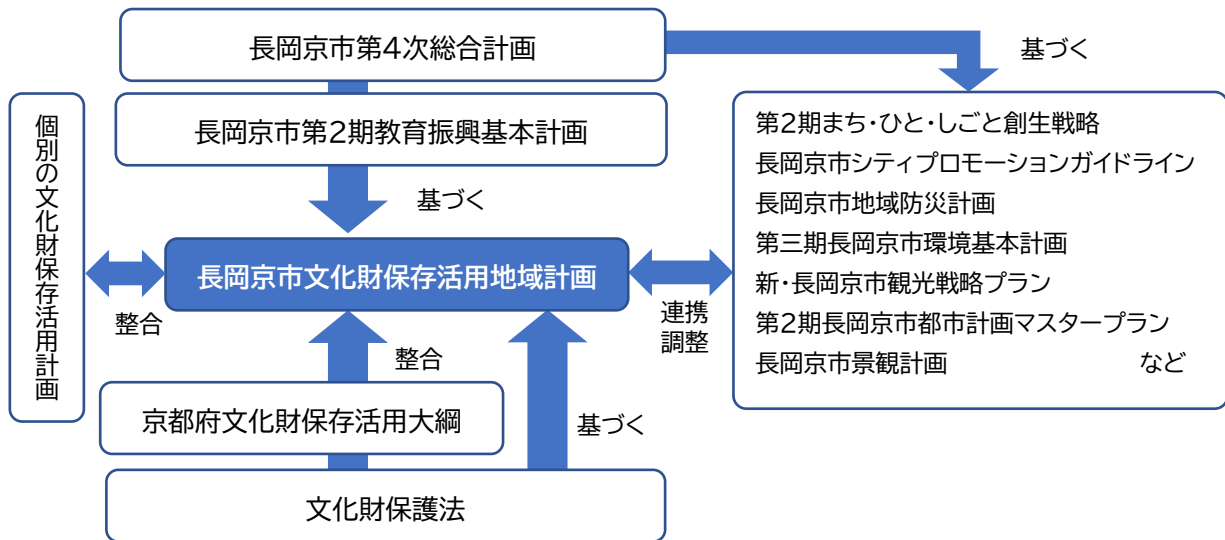 長岡京市第4次総合計画
基づく
長岡京市第2期教育振興基本計画
基づく
個別の文化財保存活用計画
整合
長岡京市文化財保存活用地域計画
連携
調整
第2期まち・ひと・しごと創生戦略
長岡京市シティプロモーションガイドライン
長岡京市地域防災計画
第三期長岡京市環境基本計画
新・長岡京市観光戦略プラン
第2期長岡京市都市計画マスタープラン
長岡京市景観計画 など
整合
京都府文化財保存活用大綱
基づく
文化財保護法